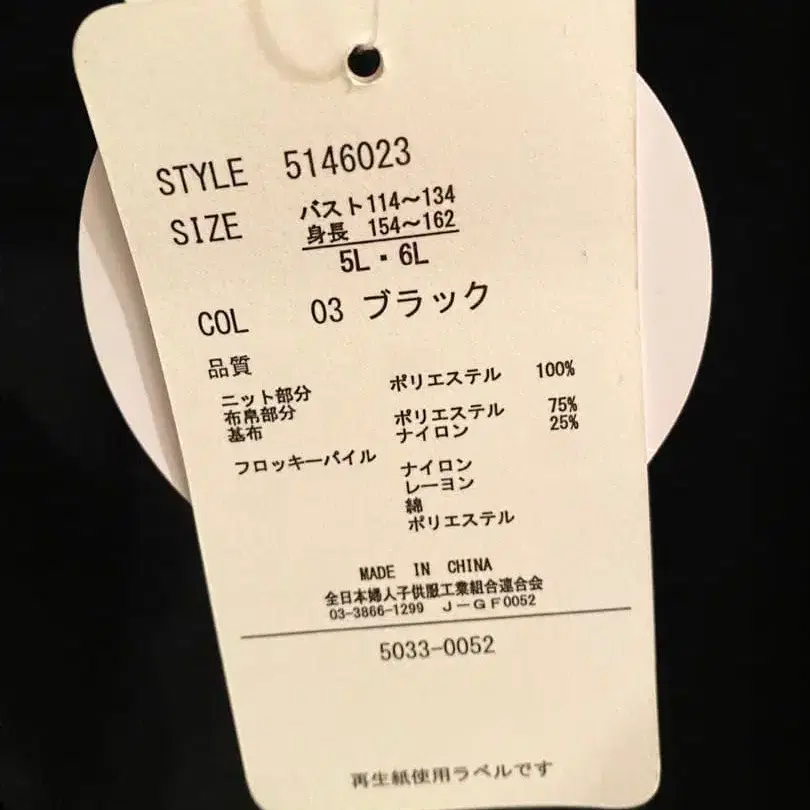 STYLE 5146023
SIZE バスト114～134
身長 154～162
5L・6L
COL 03 ブラック
品質
ニット部分 ポリエステル 100%
布帛部分
基布 ポリエステル 75%
ナイロン 25%
フロッキーパイル ナイロン
レーヨン
綿
ポリエステル
MADE IN CHINA
全日本婦人子供服工業組合連合会
03-3866-1299 J－GF0052
5033-0052
再生紙使用ラベルです